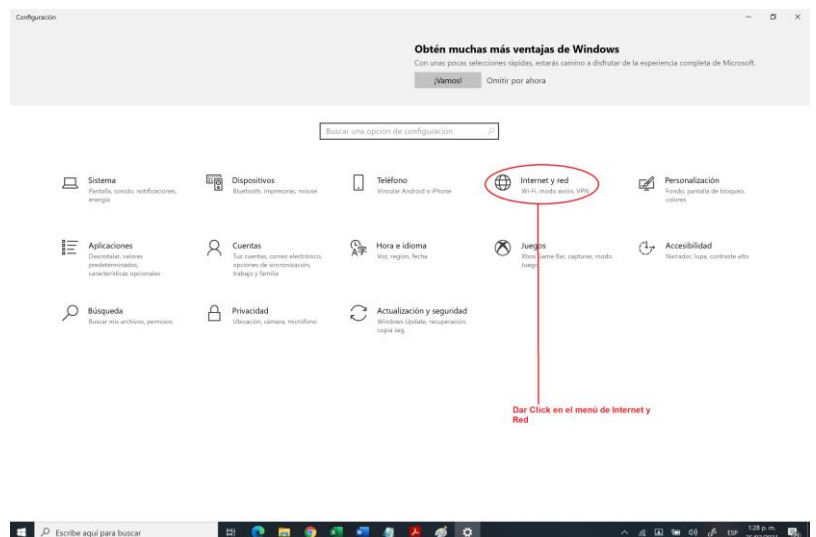 Configuración
Obtén muchas más ventajas de Windows
Con unas pocas selecciones rápidas, estarás camino a disfrutar de la experiencia completa de Microsoft.
¡Vamos!
Omitir por ahora
Buscar una opción de configuración
Sistema
Pantalla, sonido, notificaciones,
energía
Dispositivos
Bluetooth, impresoras, mouse
Teléfono
Vincular Android o iPhone
Internet y red
Wi-Fi, modo avión, VPN
Personalización
Fondo, pantalla de bloqueo,
colores
Aplicaciones
Desinstalar, valores
predeterminados,
características opcionales
Cuentas
Tus cuentas, correo electrónico,
opciones de sincronización,
trabajo y familia
Hora e idioma
Voz, región, fecha
Juegos
Xbox Game Bar, capturas, modo
Juego
Accesibilidad
Narrador, lupa, contraste alto
Búsqueda
Buscar mis archivos, permisos
Privacidad
Ubicación, cámara, micrófono
Actualización y seguridad
Windows Update, recuperación,
copia seg.
Dar Click en el menú de Internet y
Red
Escribe aquí para buscar
ESP
1:28 p. m.